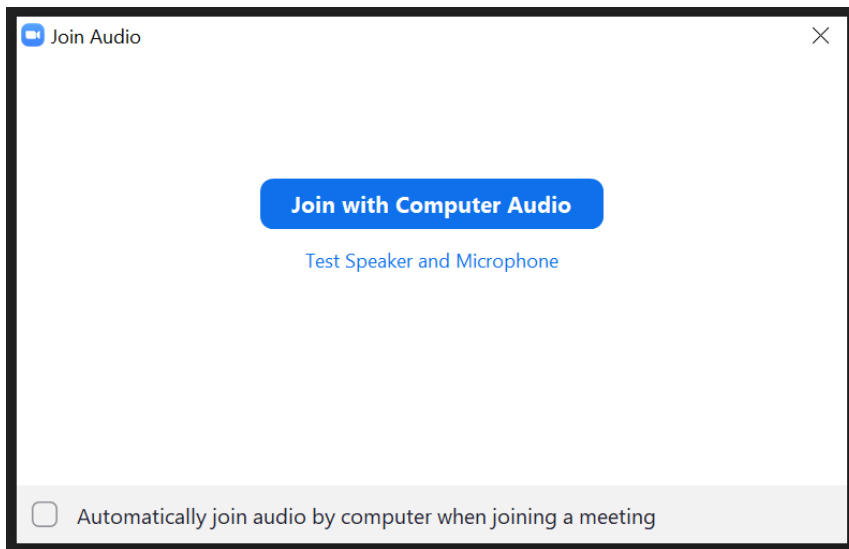 Join Audio
Join with Computer Audio
Test Speaker and Microphone
Automatically join audio by computer when joining a meeting